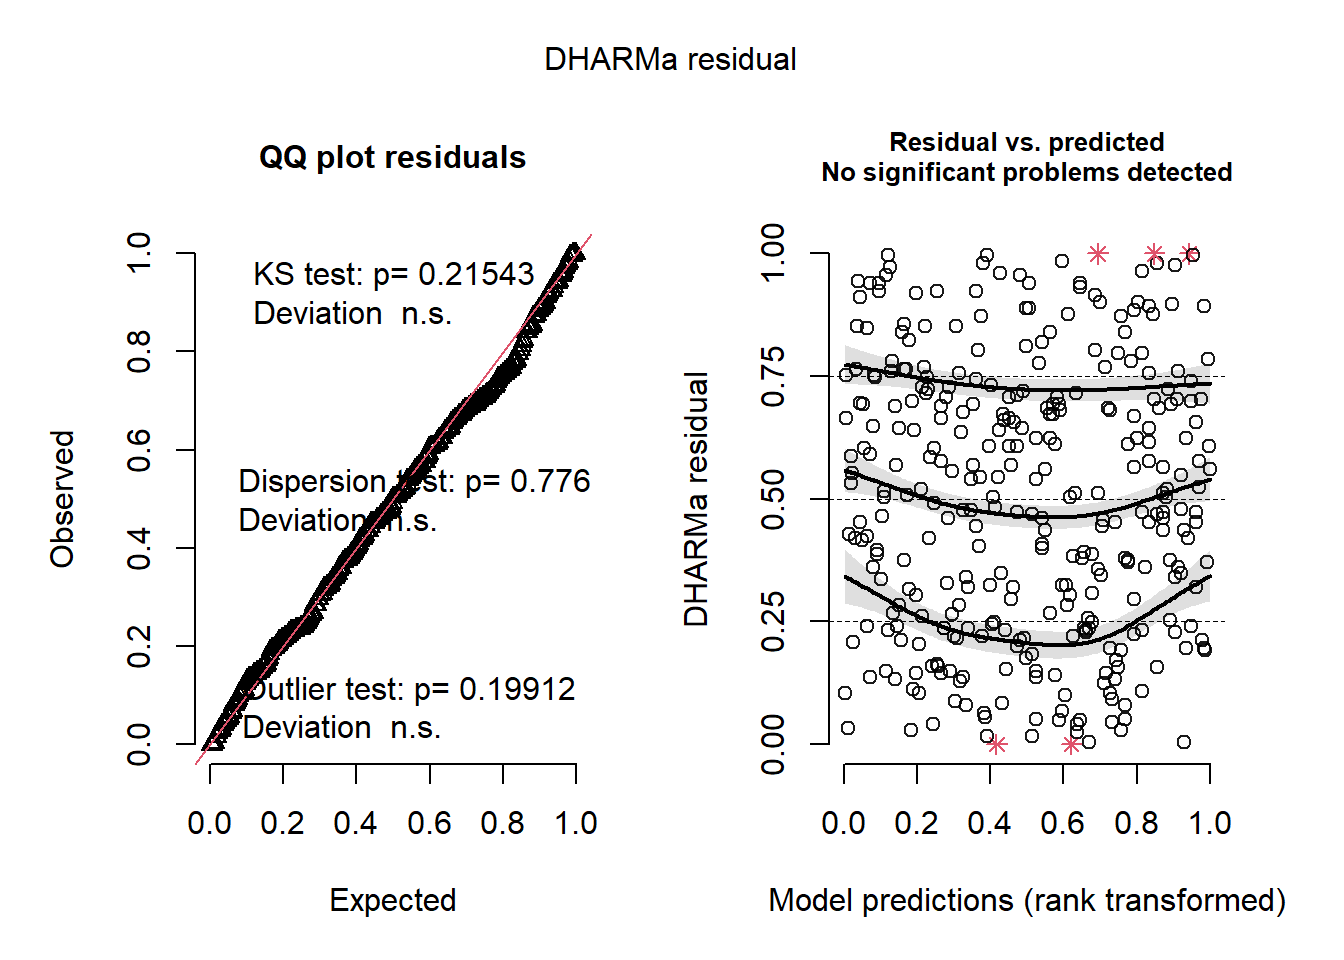 DHARMa residual
QQ plot residuals
KS test: p= 0.21543
Deviation  n.s.
Dispersion test: p= 0.776
Deviation  n.s.
Outlier test: p= 0.19912
Deviation  n.s.
Observed
0.0 0.2 0.4 0.6 0.8 1.0
0.0 0.2 0.4 0.6 0.8 1.0
Expected
Residual vs. predicted
No significant problems detected
DHARMa residual
0.00 0.25 0.50 0.75 1.00
0.0 0.2 0.4 0.6 0.8 1.0
Model predictions (rank transformed)